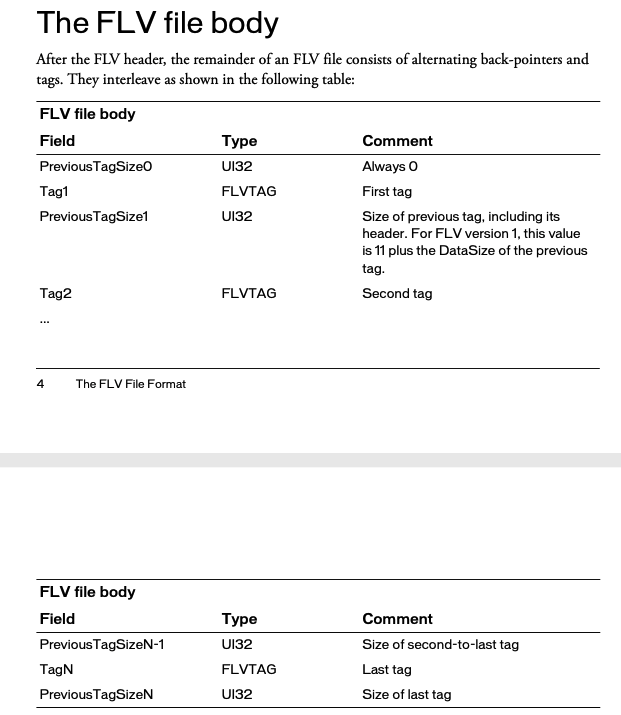 The FLV file body
After the FLV header, the remainder of an FLV file consists of alternating back-pointers and
tags. They interleave as shown in the following table:
FLV file body
Field Type Comment
PreviousTagSize0 UI32 Always 0
Tag1 FLVTAG First tag
PreviousTagSize1 UI32 Size of previous tag, including its
header. For FLV version 1, this value
is 11 plus the DataSize of the previous
tag.
Tag2 FLVTAG Second tag
...
4 The FLV File Format
FLV file body
Field Type Comment
PreviousTagSizeN-1 UI32 Size of second-to-last tag
TagN FLVTAG Last tag
PreviousTagSizeN UI32 Size of last tag